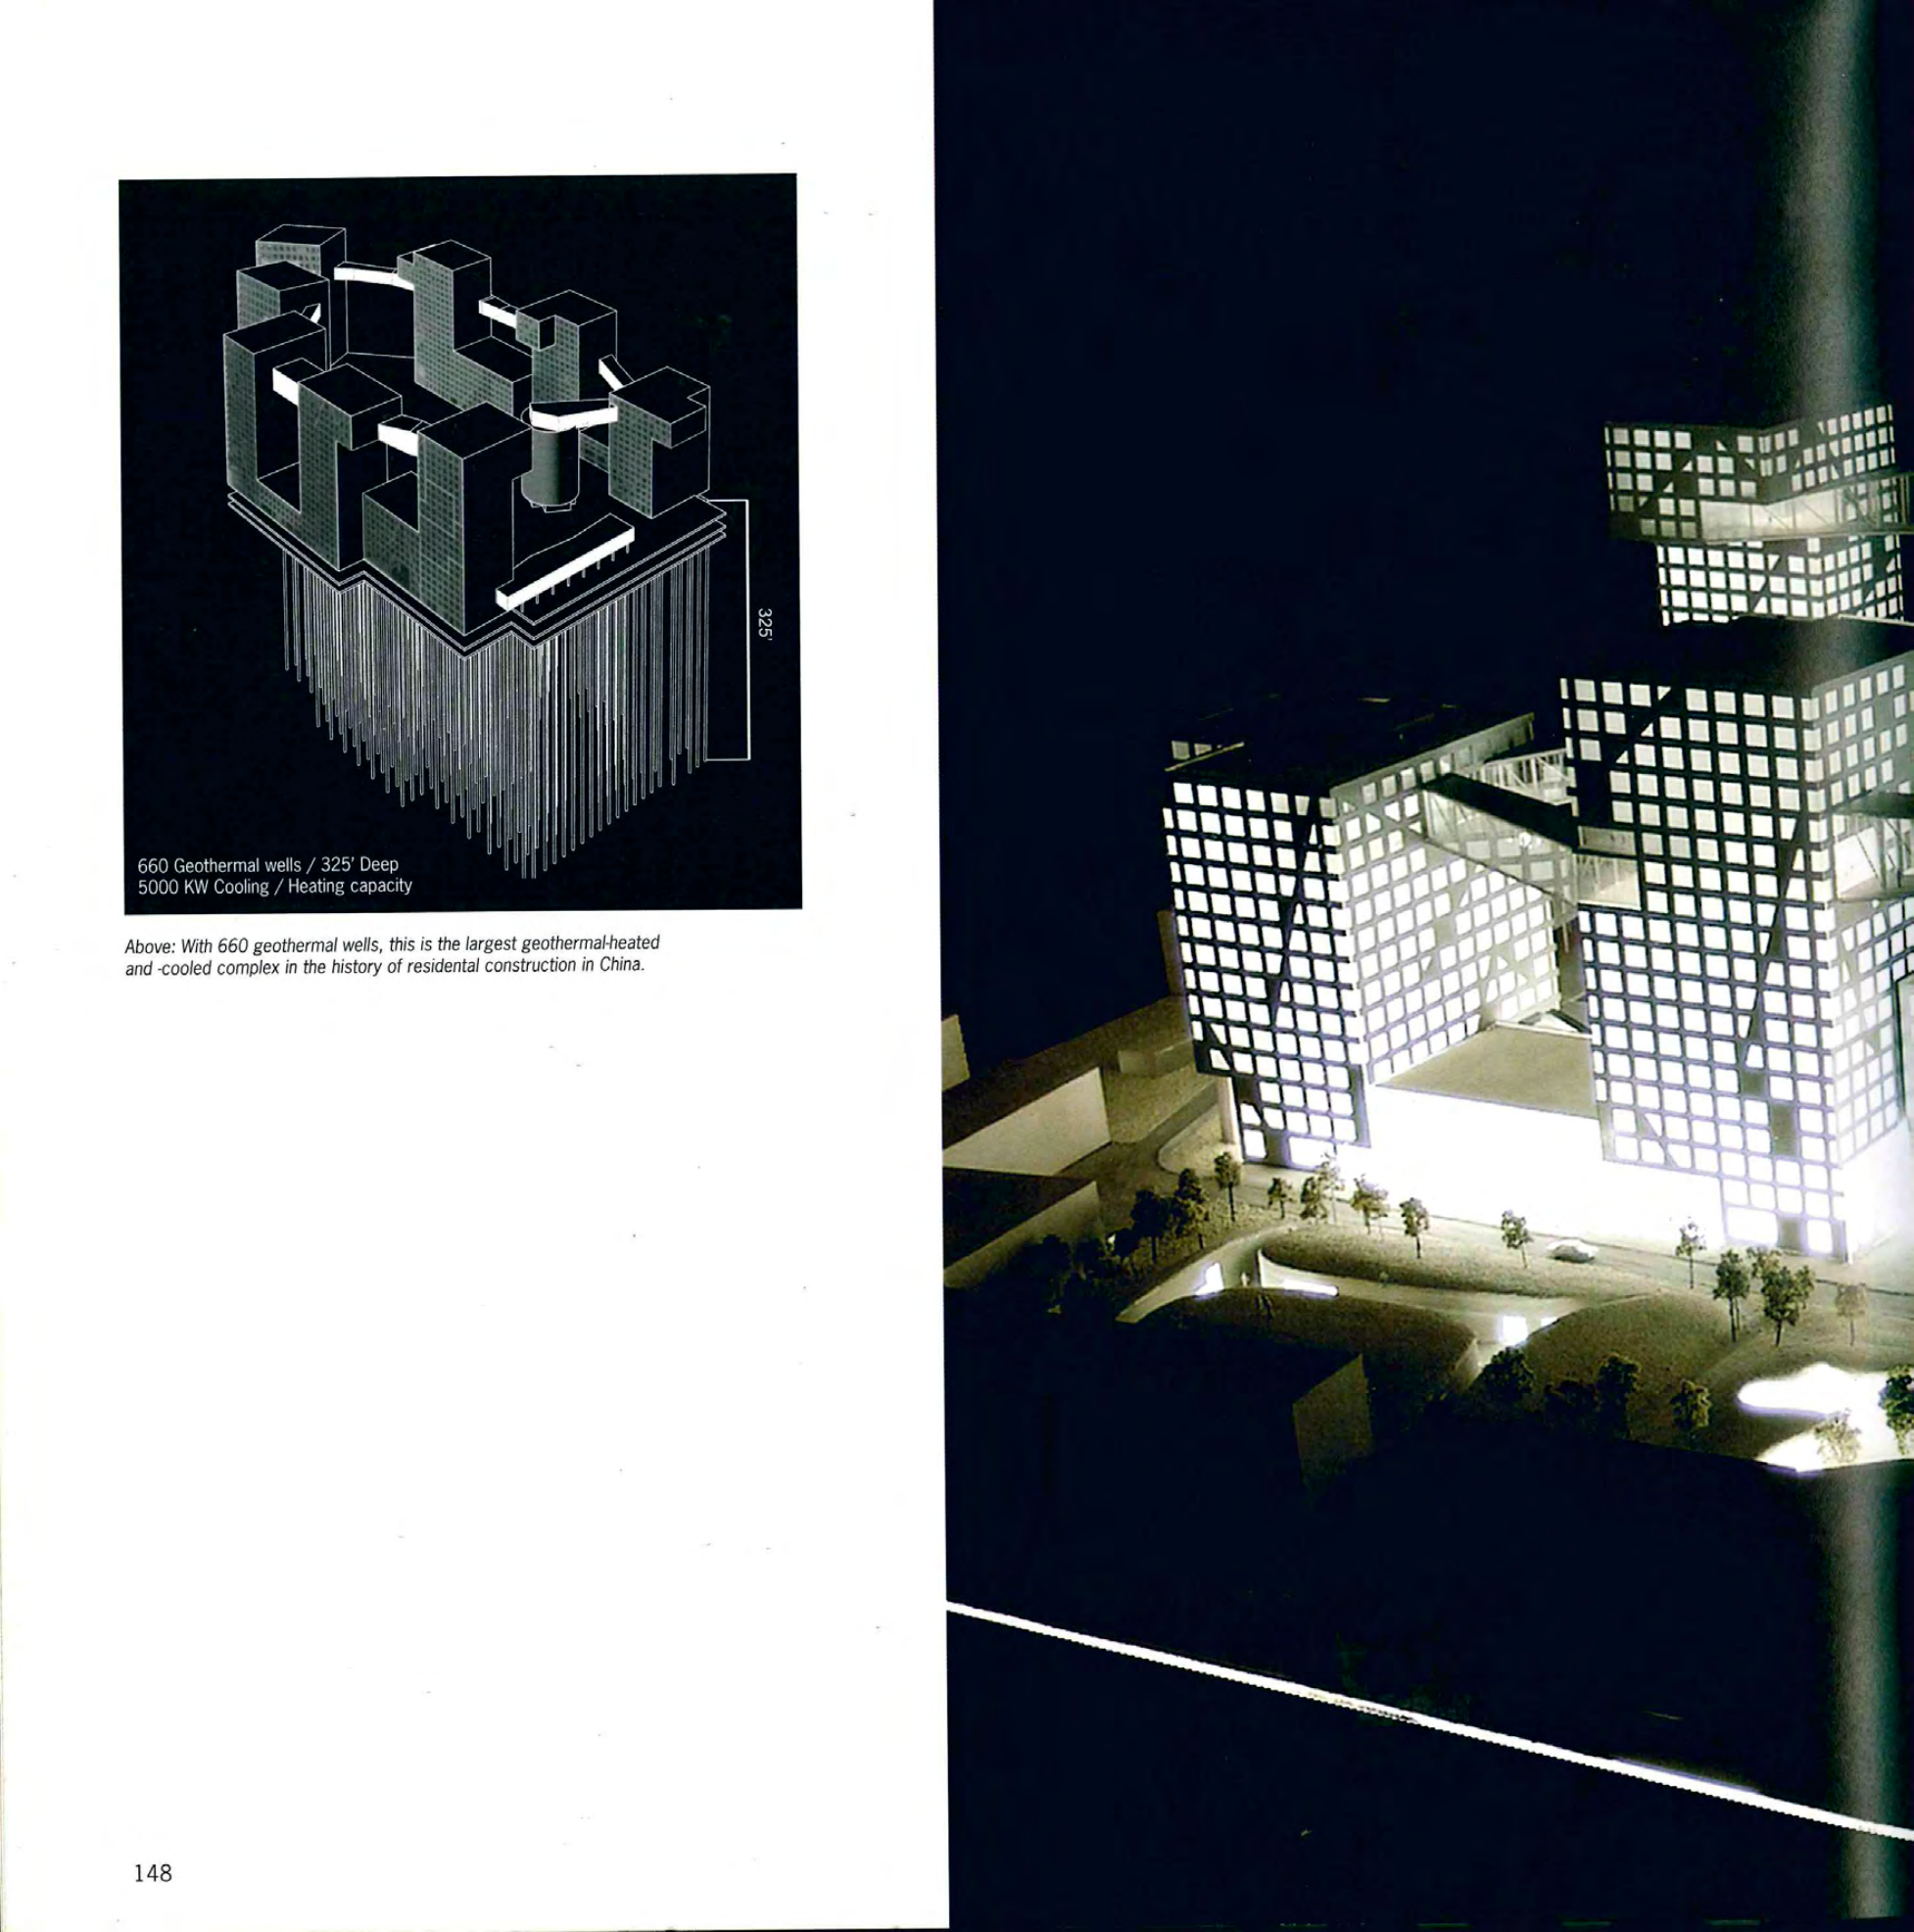 325'
660 Geothermal wells / 325' Deep
5000 KW Cooling / Heating capacity
Above: With 660 geothermal wells, this is the largest geothermal-heated
and -cooled complex in the history of residental construction in China.
148